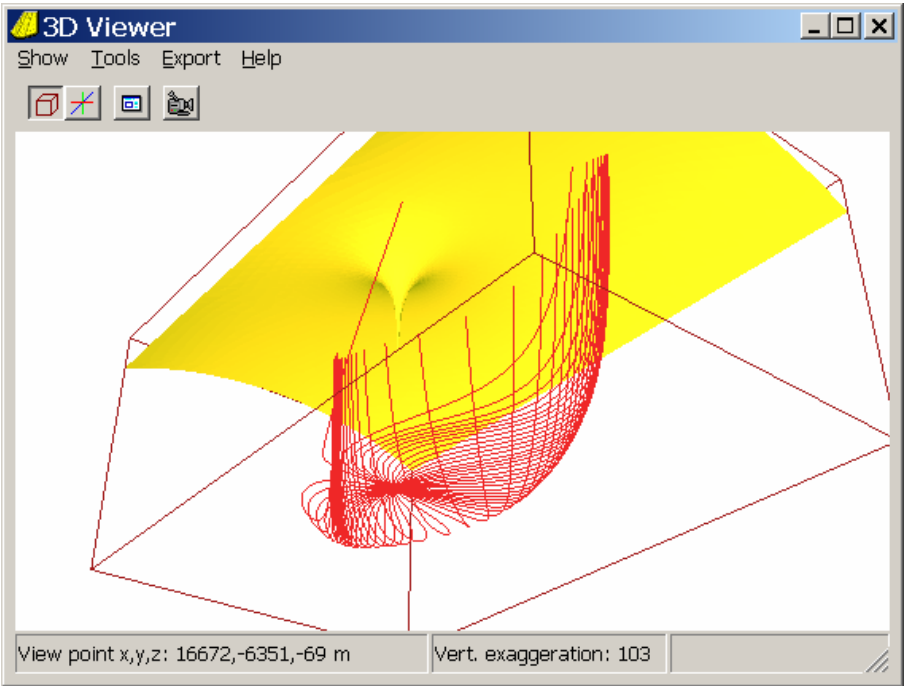 3D Viewer
Show Tools Export Help
View point x,y,z: 16672,-6351,-69 m
Vert. exaggeration: 103